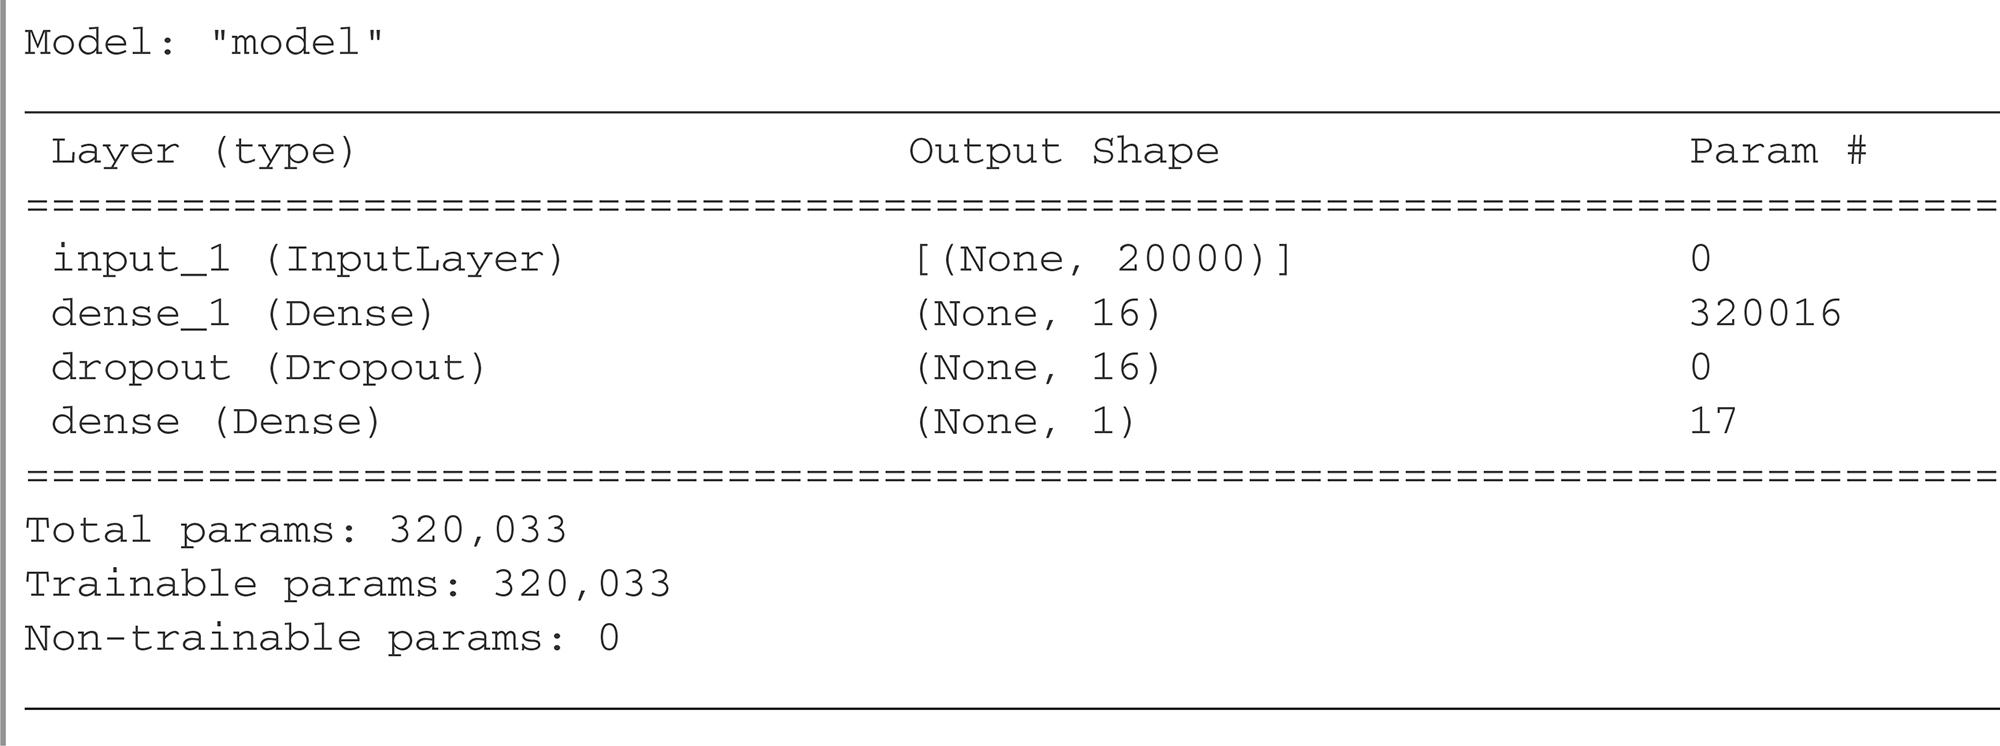 Model: "model"
Layer (type) Output Shape Param #
==========================================================================
input_1 (InputLayer) [(None, 20000)] 0
dense_1 (Dense) (None, 16) 320016
dropout (Dropout) (None, 16) 0
dense (Dense) (None, 1) 17
==========================================================================
Total params: 320,033
Trainable params: 320,033
Non-trainable params: 0